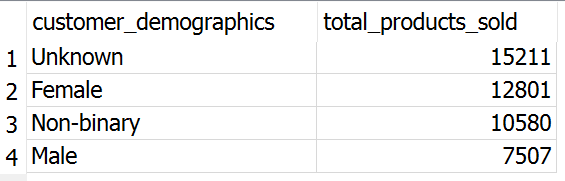 customer_demographics total_products_sold
1 Unknown 15211
2 Female 12801
3 Non-binary 10580
4 Male 7507